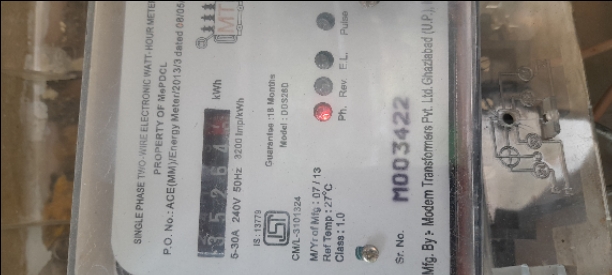 SINGLE PHASE TWO-WIRE ELECTRONIC WATT-HOUR METER
PROPERTY OF MePDCL
P.O. No.: ACE(MM)/Energy Meter/2013/3 dated 08/05
MT
kWh
5-30A 240V 50Hz 3200 Imp/kWh
IS : 13779
Guarantee :18 Months
CM/L-3101324
Model : DDS28D
M/Yr of Mfg : 07 / 13
Ref Temp : 27°C
Class : 1.0
Ph. Rev. E.L. Pulse
Sr. No. M003422
Mfg. By :- Modern Transformers Pvt. Ltd. Ghaziabad (U.P.),